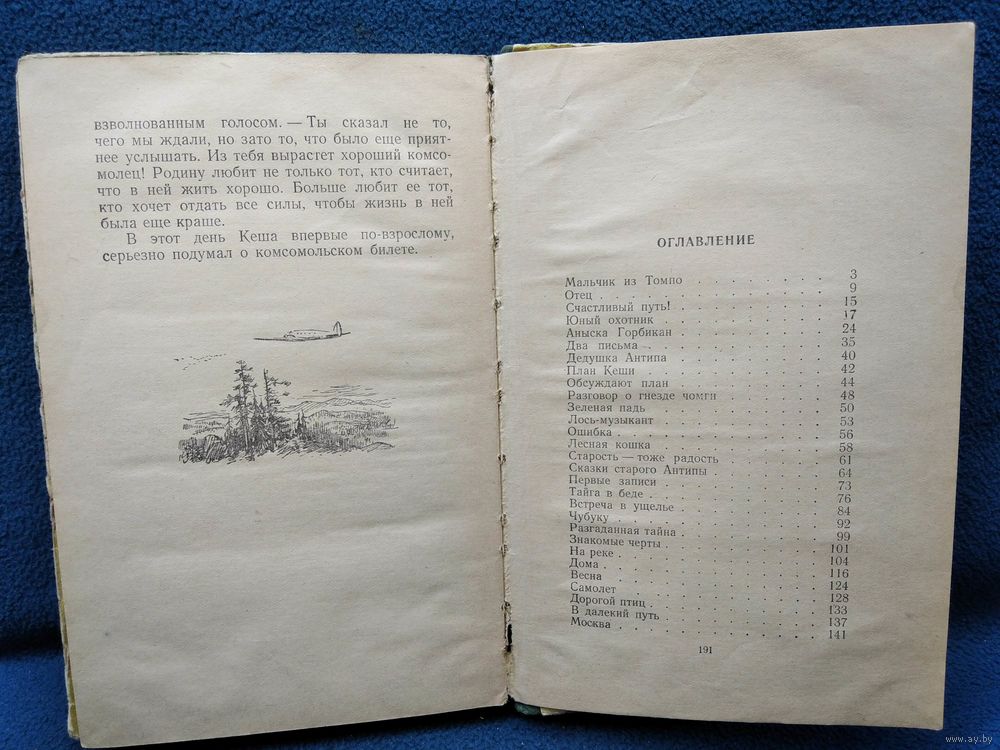 взволнованным голосом. — Ты сказал не то,
чего мы ждали, но зато то, что было еще прият-
нее услышать. Из тебя вырастет хороший комсо-
молец! Родину любит не только тот, кто считает,
что в ней жить хорошо. Больше любит ее тот,
кто хочет отдать все силы, чтобы жизнь в ней
была еще краше.
В этот день Кеша впервые по-взрослому,
серьезно подумал о комсомольском билете.
ОГЛАВЛЕНИЕ
Мальчик из Томпо . . . . . . . 3
Отец . . . . . . . . . . . 9
Счастливый путь! . . . . . . . 15
Юный охотник . . . . . . . . 17
Аныска Горбикан . . . . . . . 24
Два письма . . . . . . . . . 35
Дедушка Антипа . . . . . . . 40
План Кеши . . . . . . . . . 42
Обсуждают план . . . . . . . 44
Разговор о гнезде чомги . . . . . 48
Зеленая падь . . . . . . . . 50
Лось-музыкант . . . . . . . . 53
Ошибка . . . . . . . . . . 56
Лесная кошка . . . . . . . . 58
Старость — тоже радость . . . . . 61
Сказки старого Антипы . . . . . 64
Первые записи . . . . . . . . 73
Тайга в беде . . . . . . . . 76
Встреча в ущелье . . . . . . . 84
Чубуку . . . . . . . . . . 92
Разгаданная тайна . . . . . . . 99
Знакомые черты . . . . . . . 101
На реке . . . . . . . . . . 104
Дома . . . . . . . . . . . 116
Весна . . . . . . . . . . 124
Самолет . . . . . . . . . . 128
Дорогой птиц . . . . . . . . 133
В далекий путь . . . . . . . 137
Москва . . . . . . . . . . 141
191
www.ay.by